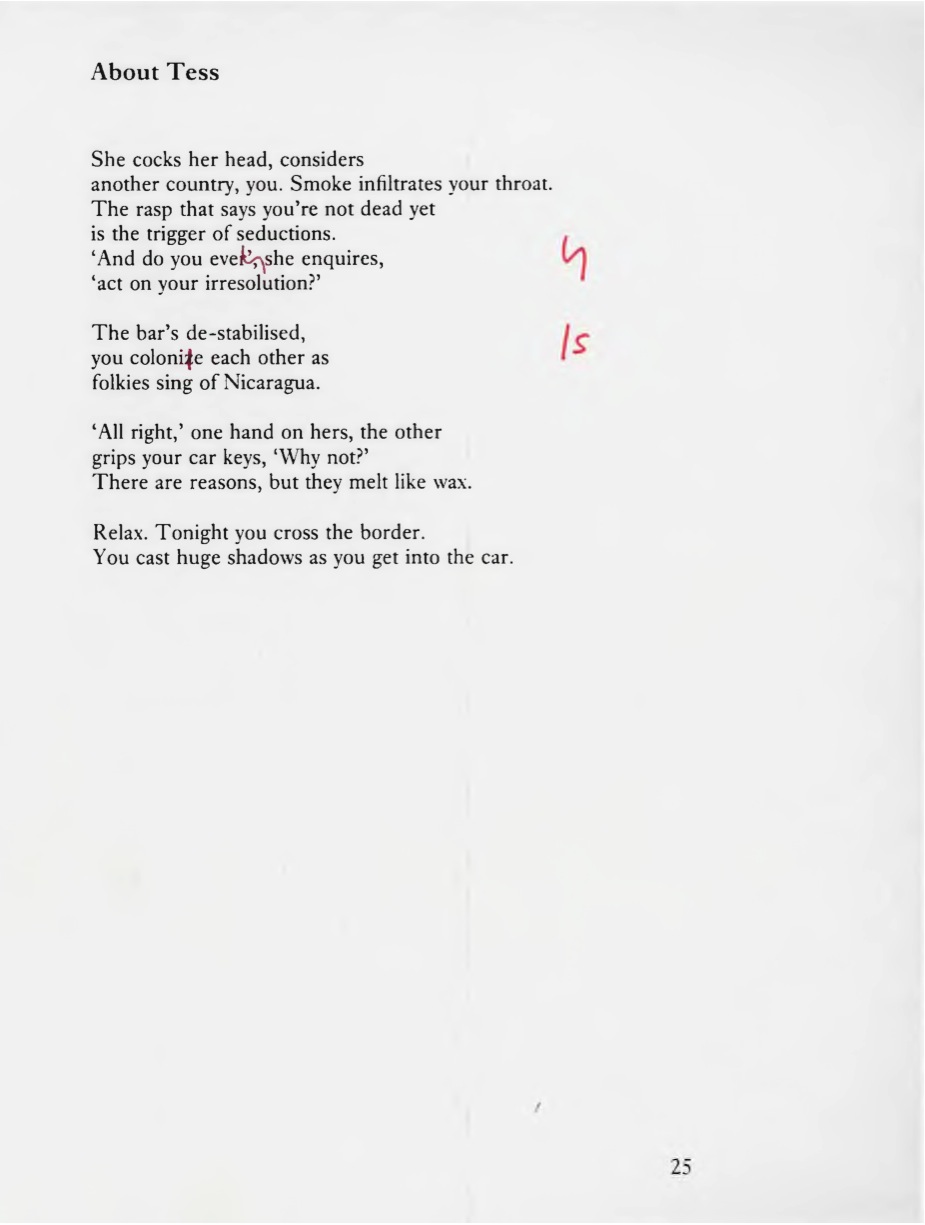 About Tess
She cocks her head, considers
another country, you. Smoke infiltrates your throat.
The rasp that says you're not dead yet
is the trigger of seductions.
‘And do you ever’, she enquires,
‘act on your irresolution?’
The bar's de-stabilised,
you colonize each other as
/s
folkies sing of Nicaragua.
‘All right,’ one hand on hers, the other
grips your car keys, ‘Why not?’
There are reasons, but they melt like wax.
Relax. Tonight you cross the border.
You cast huge shadows as you get into the car.
25